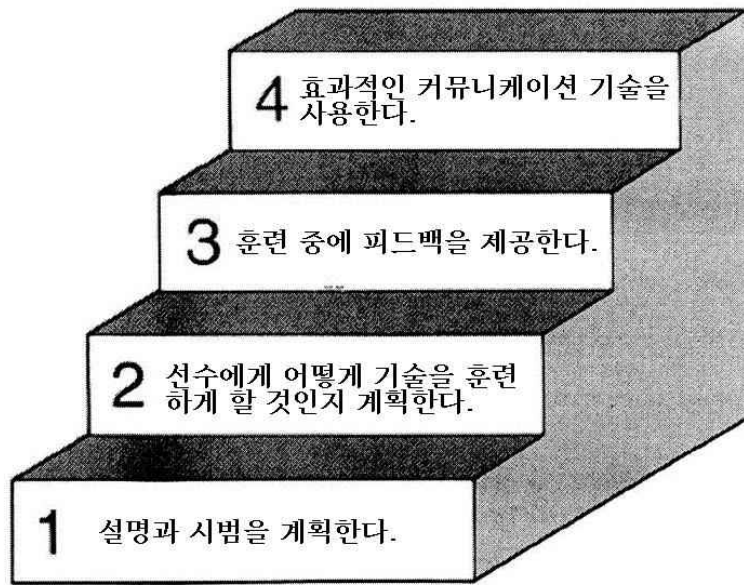 4 효과적인 커뮤니케이션 기술을
사용한다.
3 훈련 중에 피드백을 제공한다.
2 선수에게 어떻게 기술을 훈련
하게 할 것인지 계획한다.
1 설명과 시범을 계획한다.